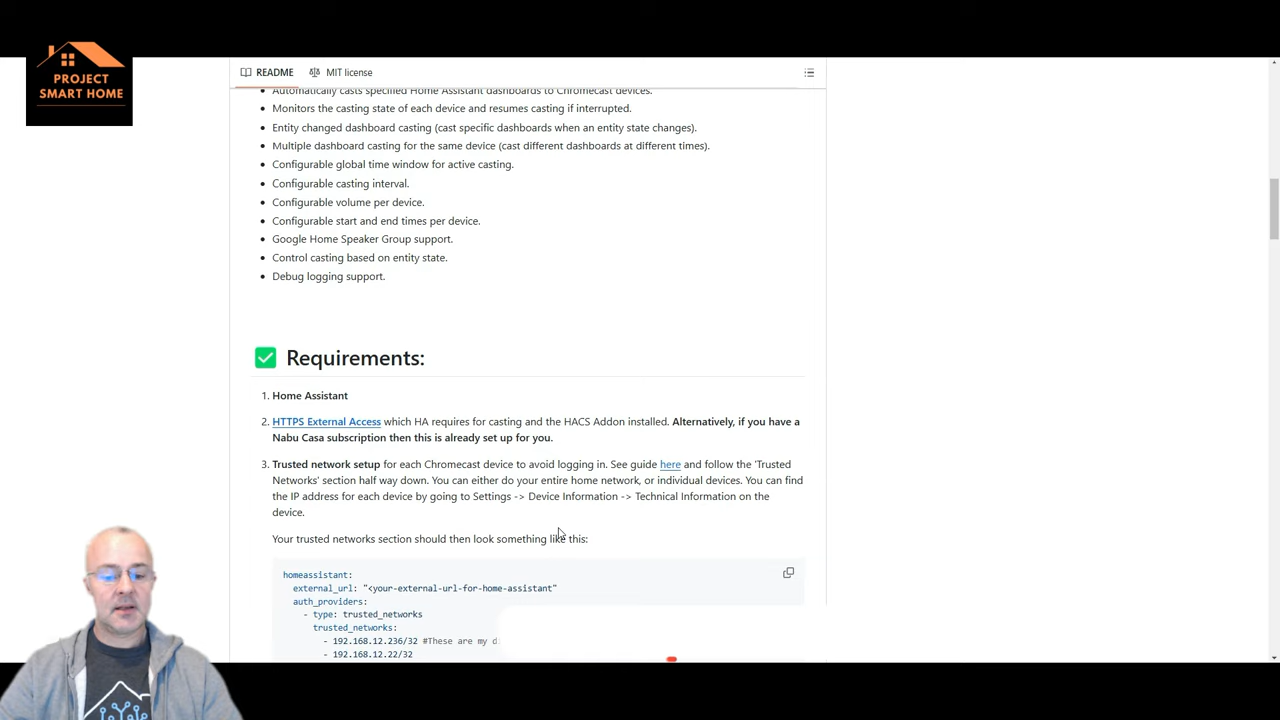 PROJECT
SMART HOME
README
MIT license
Automatically casts specified Home Assistant dashboards to Chromecast devices.
Monitors the casting state of each device and resumes casting if interrupted.
Entity changed dashboard casting (cast specific dashboards when an entity state changes).
Multiple dashboard casting for the same device (cast different dashboards at different times).
Configurable global time window for active casting.
Configurable casting interval.
Configurable volume per device.
Configurable start and end times per device.
Google Home Speaker Group support.
Control casting based on entity state.
Debug logging support.
Requirements:
1. Home Assistant
2. HTTPS External Access which HA requires for casting and the HACS Addon installed. Alternatively, if you have a
Nabu Casa subscription then this is already set up for you.
3. Trusted network setup for each Chromecast device to avoid logging in. See guide here and follow the 'Trusted
Networks' section half way down. You can either do your entire home network, or individual devices. You can find
the IP address for each device by going to Settings -> Device Information -> Technical Information on the
device.
Your trusted networks section should then look something like this:
homeassistant:
external_url: "<your-external-url-for-home-assistant"
auth_providers:
- type: trusted_networks
trusted_networks:
- 192.168.12.236/32 #These are my
- 192.168.12.22/32